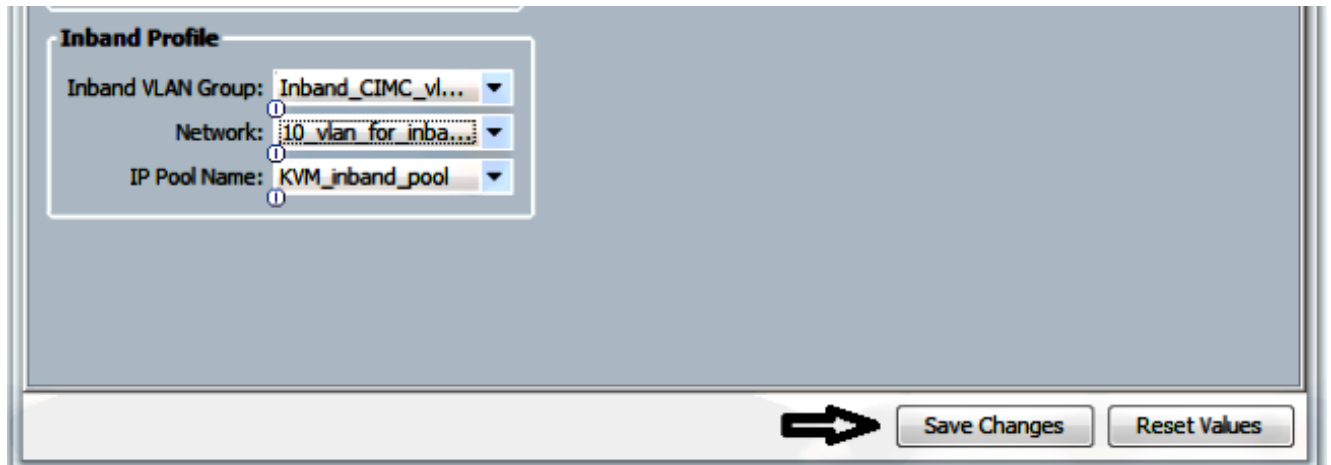 Inband Profile
Inband VLAN Group: Inband_CIMC_vl...
Network: 10_vlan_for_inba...
IP Pool Name: KVM_inband_pool
Save Changes Reset Values